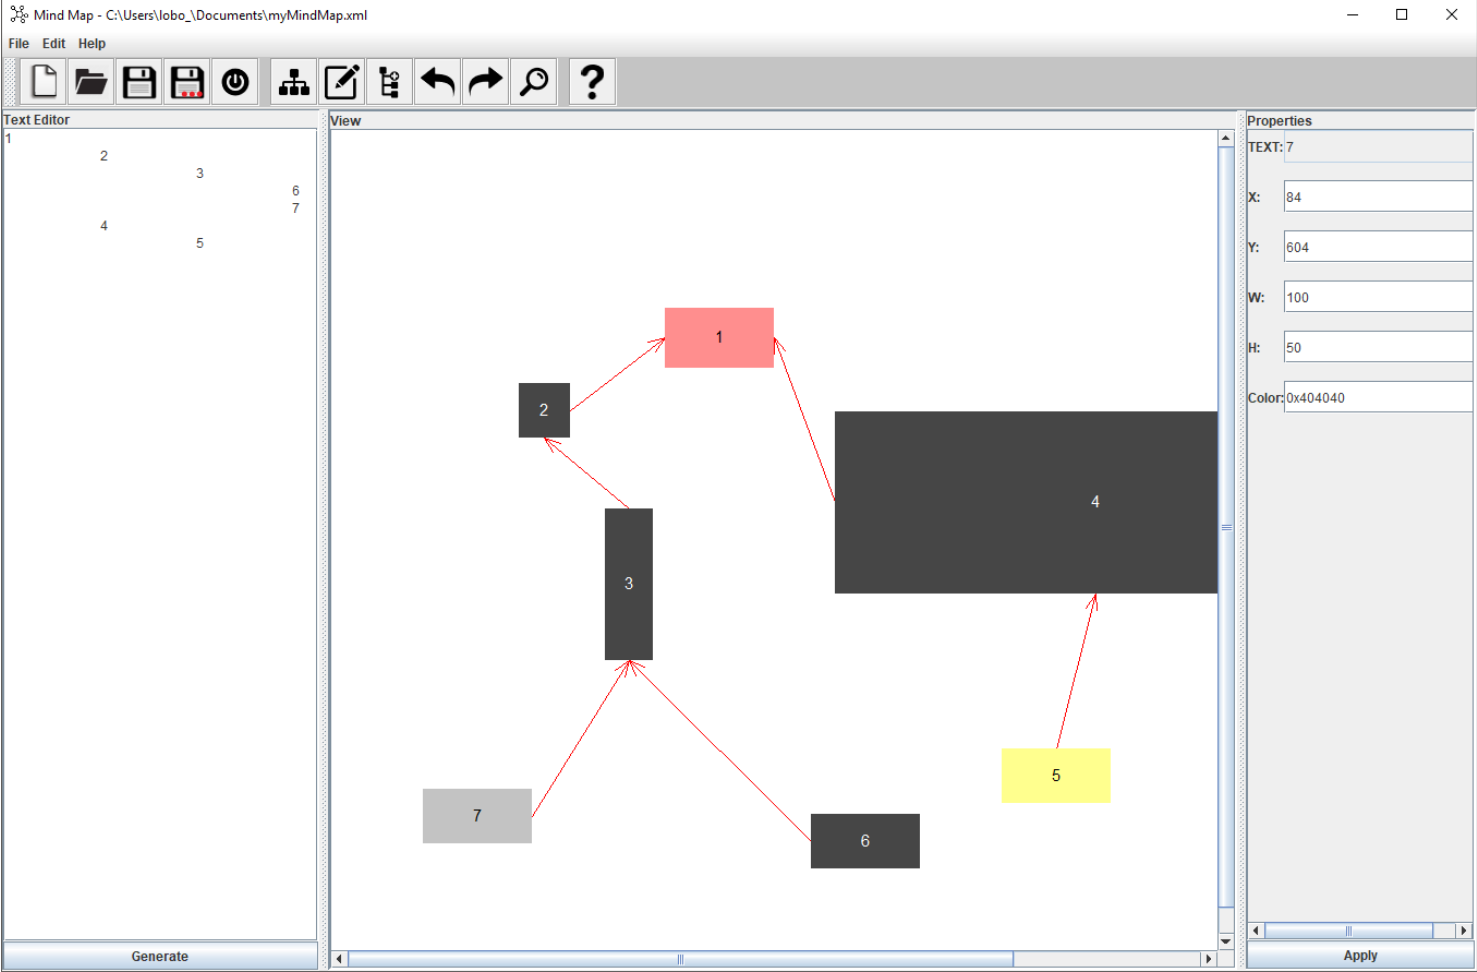 Mind Map - C:\Users\lobo_\Documents\myMindMap.xml
File Edit Help
Text Editor
1
2
3
6
7
4
5
Generate
View
1
2
4
3
5
7
6
Properties
TEXT: 7
X: 84
Y: 604
W: 100
H: 50
Color: 0x404040
Apply